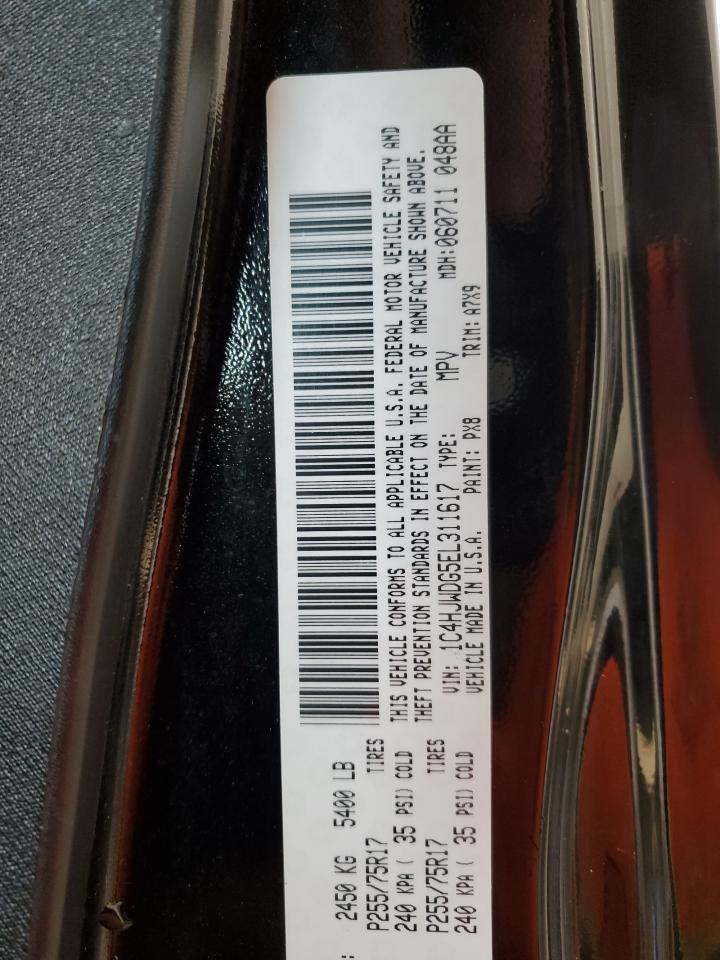 2450 KG 5400 LB
P255/75R17 TIRES
240 KPA ( 35 PSI) COLD
P255/75R17 TIRES
240 KPA ( 35 PSI) COLD
THIS VEHICLE CONFORMS TO ALL APPLICABLE U.S.A. FEDERAL MOTOR VEHICLE SAFETY AND
THEFT PREVENTION STANDARDS IN EFFECT ON THE DATE OF MANUFACTURE SHOWN ABOVE.
VIN: 1C4HJWDG5EL311617 TYPE: MPV MDH:060711 048AA
VEHICLE MADE IN U.S.A. PAINT: PX8 TRIM: A7X9